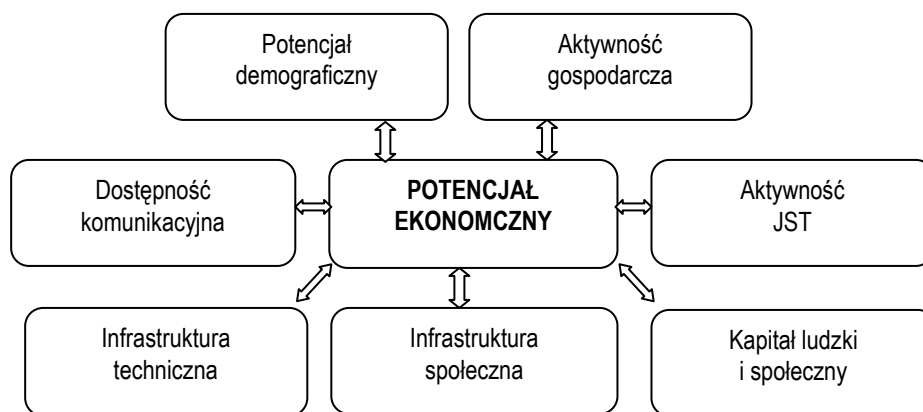 Potencjał
demograficzny
Aktywność
gospodarcza
Dostępność
komunikacyjna
POTENCJAŁ
EKONOMCZNY
Aktywność
JST
Infrastruktura
techniczna
Infrastruktura
społeczna
Kapitał ludzki
i społeczny